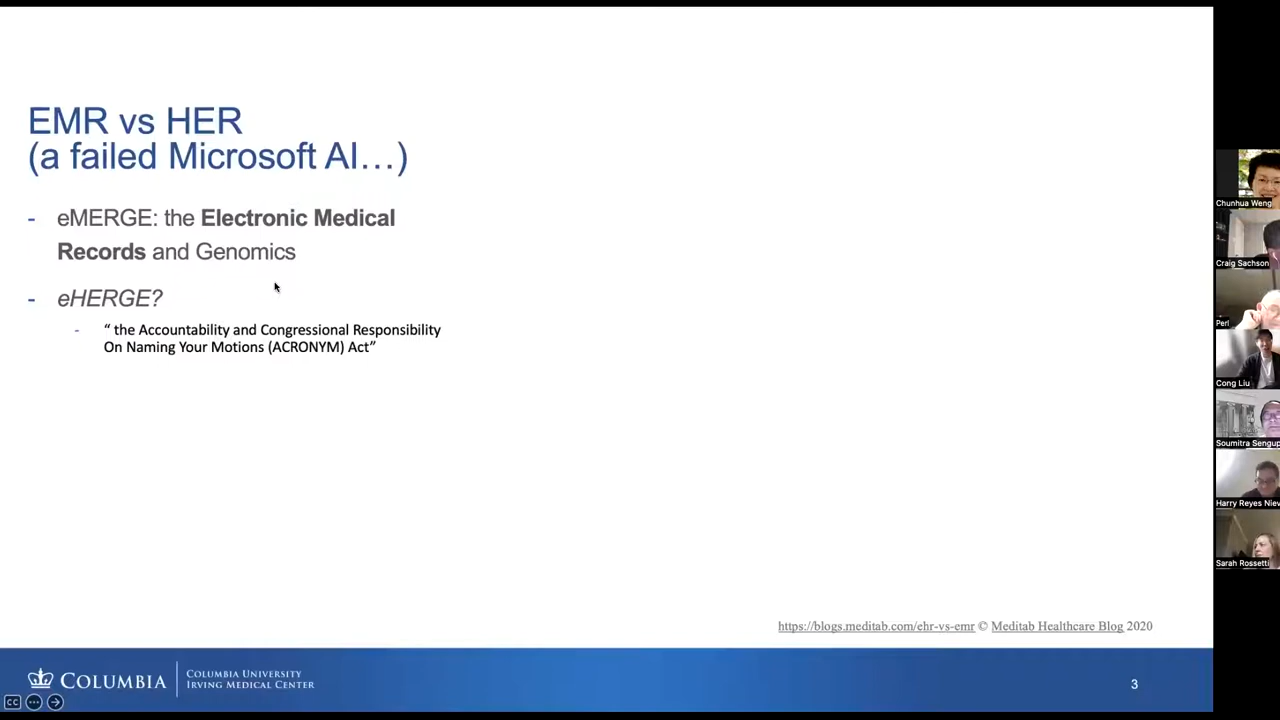 EMR vs HER
(a failed Microsoft AI…)
- eMERGE: the Electronic Medical
Records and Genomics
- eHERGE?
- “ the Accountability and Congressional Responsibility
On Naming Your Motions (ACRONYM) Act”
https://blogs.meditab.com/ehr-vs-emr © Meditab Healthcare Blog 2020
COLUMBIA
COLUMBIA UNIVERSITY
IRVING MEDICAL CENTER
3
CC
Chunhua Weng
Craig Sachson
Perl
Cong Liu
Soumitra Sengup
Harry Reyes Niev
Sarah Rossetti